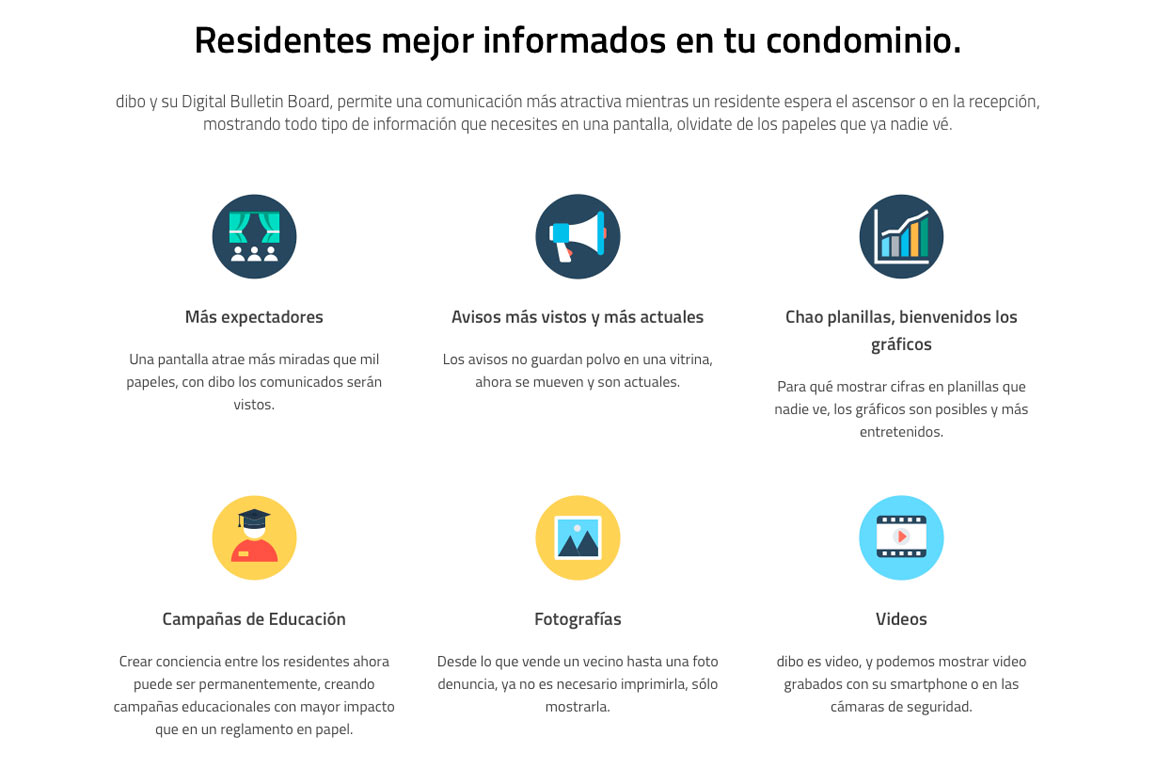 Residentes mejor informados en tu condominio.
dibo y su Digital Bulletin Board, permite una comunicación más atractiva mientras un residente espera el ascensor o en la recepción,
mostrando todo tipo de información que necesites en una pantalla, olvidate de los papeles que ya nadie vé.
Más expectadores
Una pantalla atrae más miradas que mil
papeles, con dibo los comunicados serán
vistos.
Avisos más vistos y más actuales
Los avisos no guardan polvo en una vitrina,
ahora se mueven y son actuales.
Chao planillas, bienvenidos los
gráficos
Para qué mostrar cifras en planillas que
nadie ve, los gráficos son posibles y más
entretenidos.
Campañas de Educación
Crear conciencia entre los residentes ahora
puede ser permanentemente, creando
campañas educacionales con mayor impacto
que en un reglamento en papel.
Fotografías
Desde lo que vende un vecino hasta una foto
denuncia, ya no es necesario imprimirla, sólo
mostrarla.
Videos
dibo es video, y podemos mostrar video
grabados con su smartphone o en las
cámaras de seguridad.